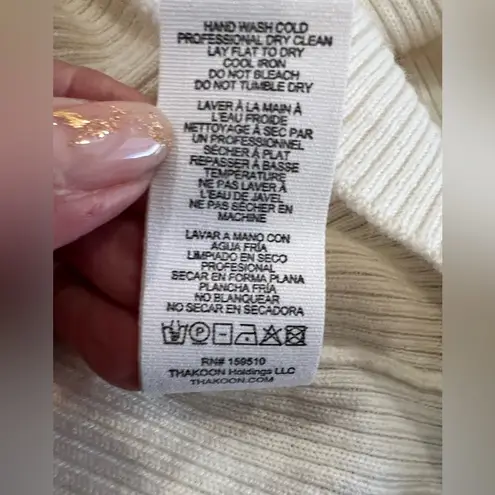 HAND WASH COLD
PROFESSIONAL DRY CLEAN
LAY FLAT TO DRY
COOL IRON
DO NOT BLEACH
DO NOT TUMBLE DRY
LAVER À LA MAIN À
L'EAU FROIDE
NETTOYAGE À SEC PAR
UN PROFESSIONNEL
SÉCHER À PLAT
REPASSER À BASSE
TEMPÉRATURE
NE PAS LAVER À
L'EAU DE JAVEL
NE PAS SÉCHER EN
MACHINE
LAVAR A MANO CON
AGUA FRÍA
LIMPIADO EN SECO
PROFESIONAL
SECAR EN FORMA PLANA
PLANCHA FRÍA
NO BLANQUEAR
NO SECAR EN SECADORA
P
RN# 159510
THAKOON Holdings LLC
THAKOON.COM